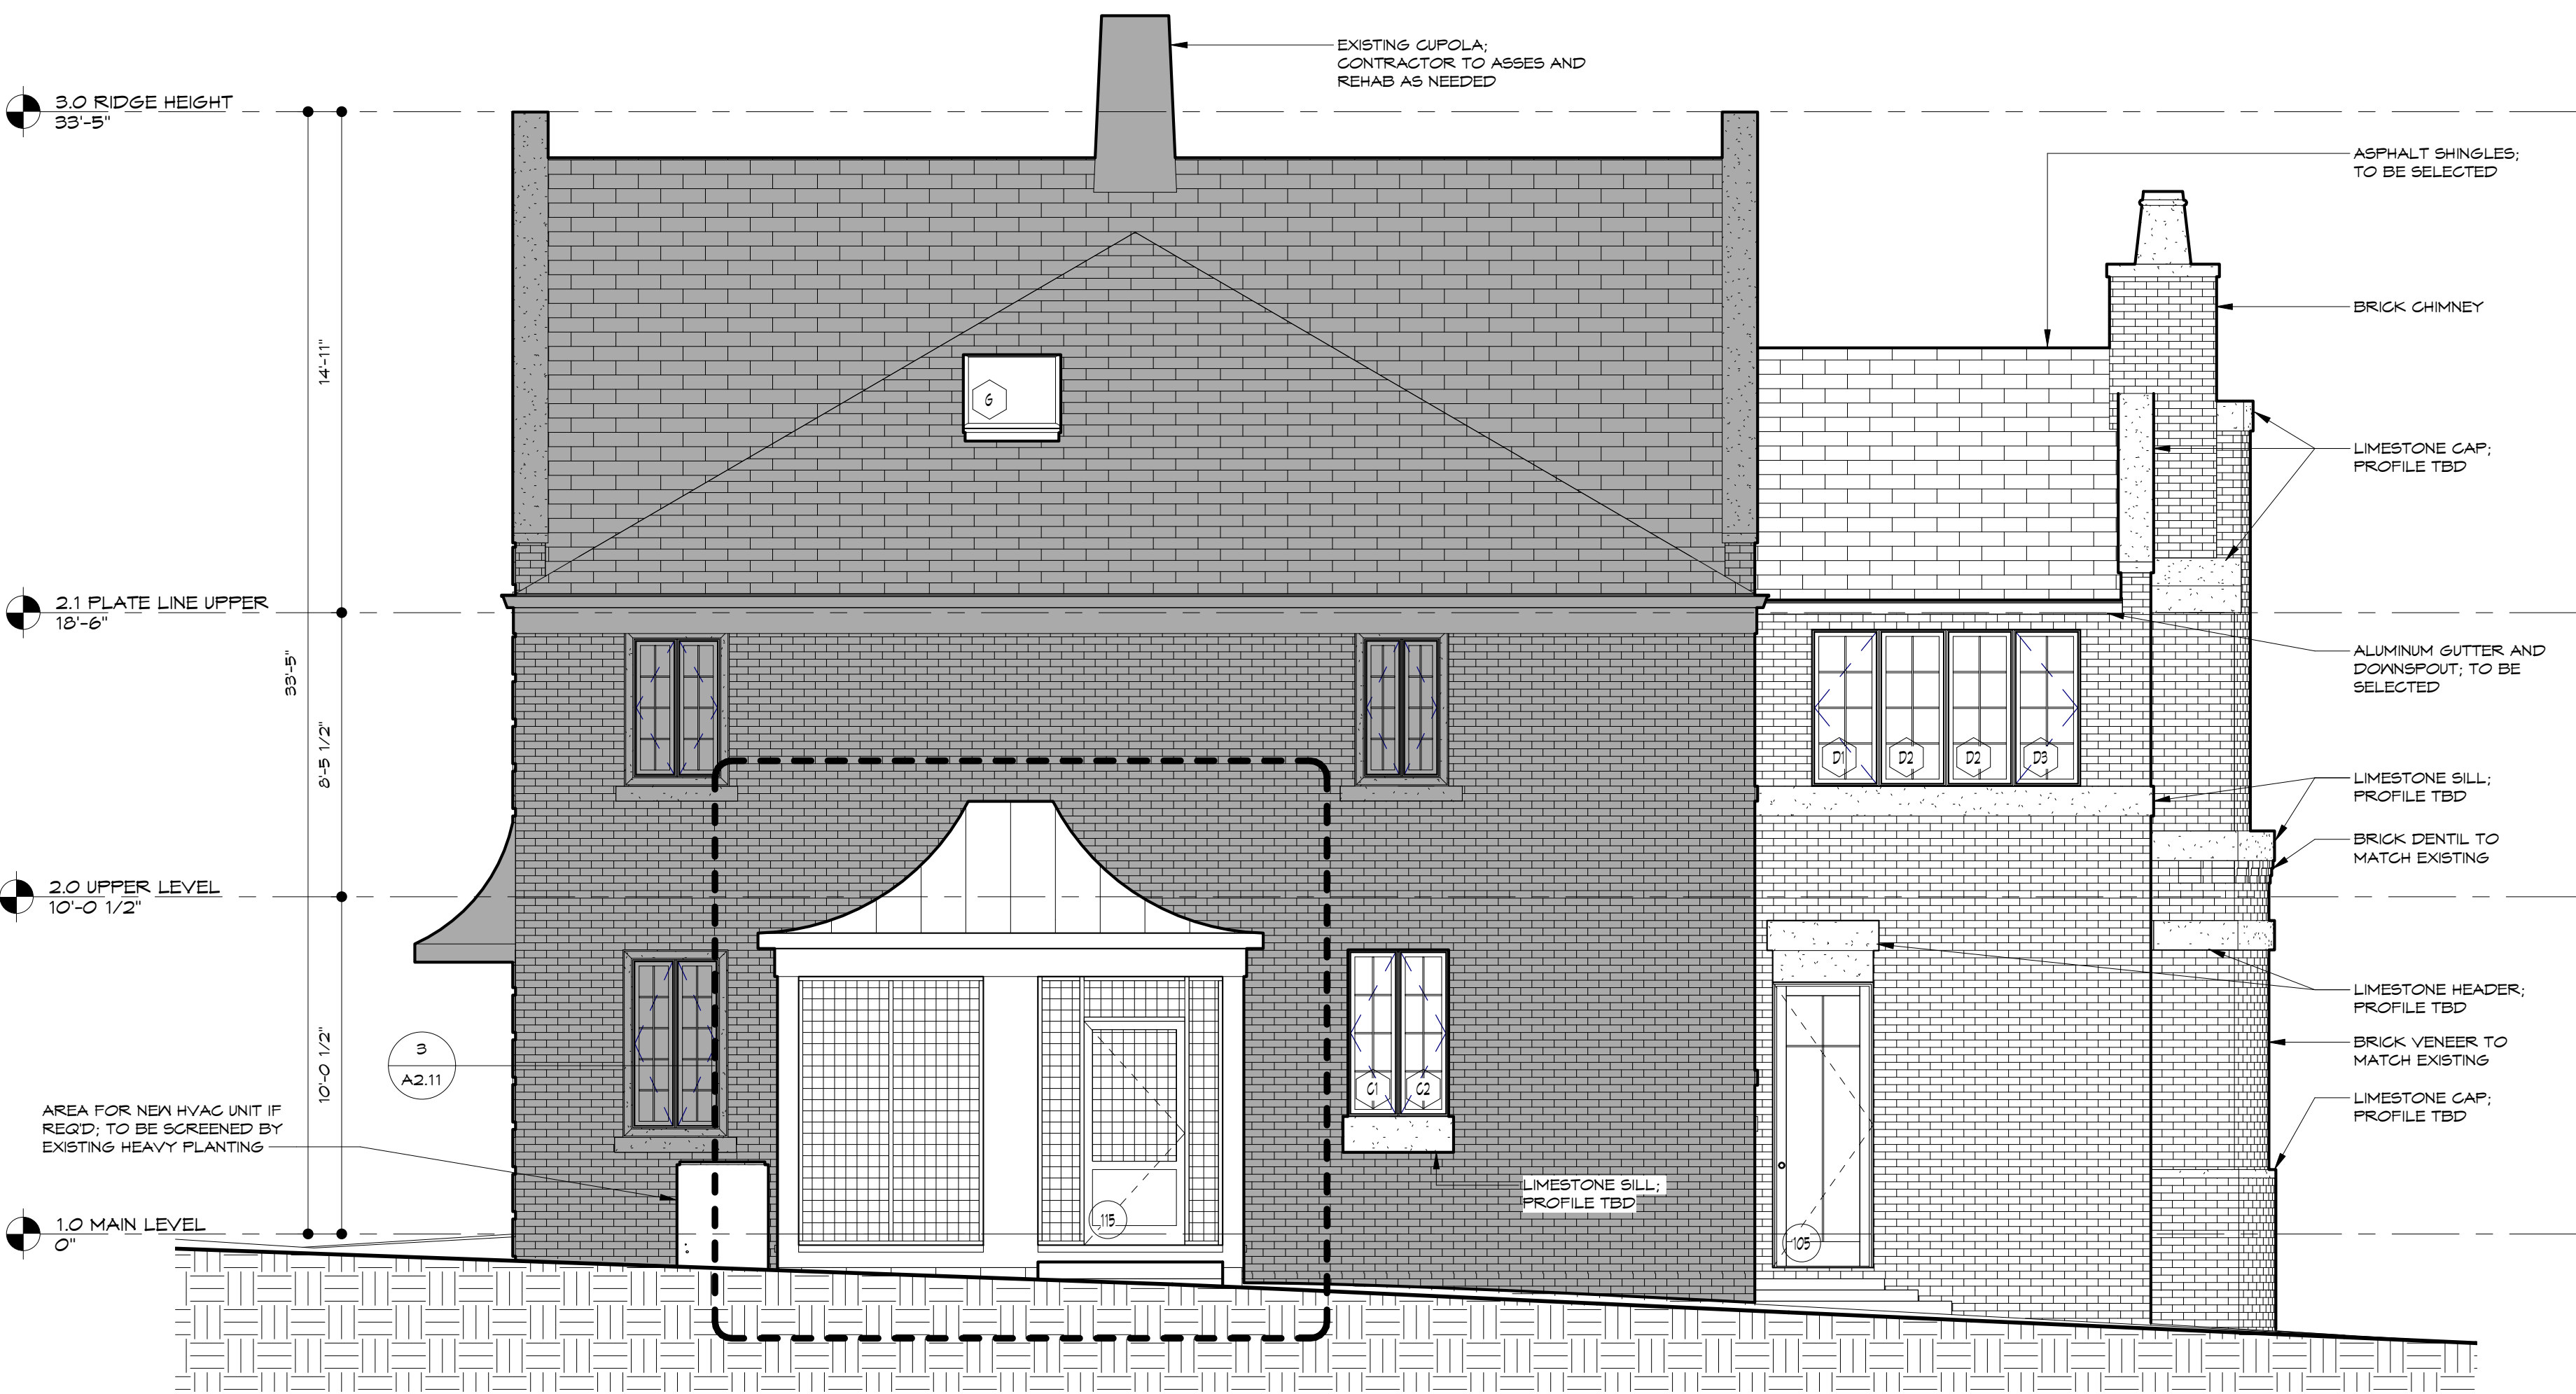 EXISTING CUPOLA;
CONTRACTOR TO ASSES AND
REHAB AS NEEDED
3.0 RIDGE HEIGHT
33'-5"
ASPHALT SHINGLES;
TO BE SELECTED
BRICK CHIMNEY
14'-11"
G
LIMESTONE CAP;
PROFILE TBD
2.1 PLATE LINE UPPER
18'-6"
33'-5"
8'-5 1/2"
ALUMINUM GUTTER AND
DOWNSPOUT; TO BE
SELECTED
D1
D2
D2
D3
LIMESTONE SILL;
PROFILE TBD
BRICK DENTIL TO
MATCH EXISTING
2.0 UPPER LEVEL
10'-0 1/2"
LIMESTONE HEADER;
PROFILE TBD
BRICK VENEER TO
MATCH EXISTING
3
A2.11
10'-0 1/2"
C1
C2
LIMESTONE CAP;
PROFILE TBD
AREA FOR NEW HVAC UNIT IF
REQ'D; TO BE SCREENED BY
EXISTING HEAVY PLANTING
LIMESTONE SILL;
PROFILE TBD
115
105
1.0 MAIN LEVEL
0"